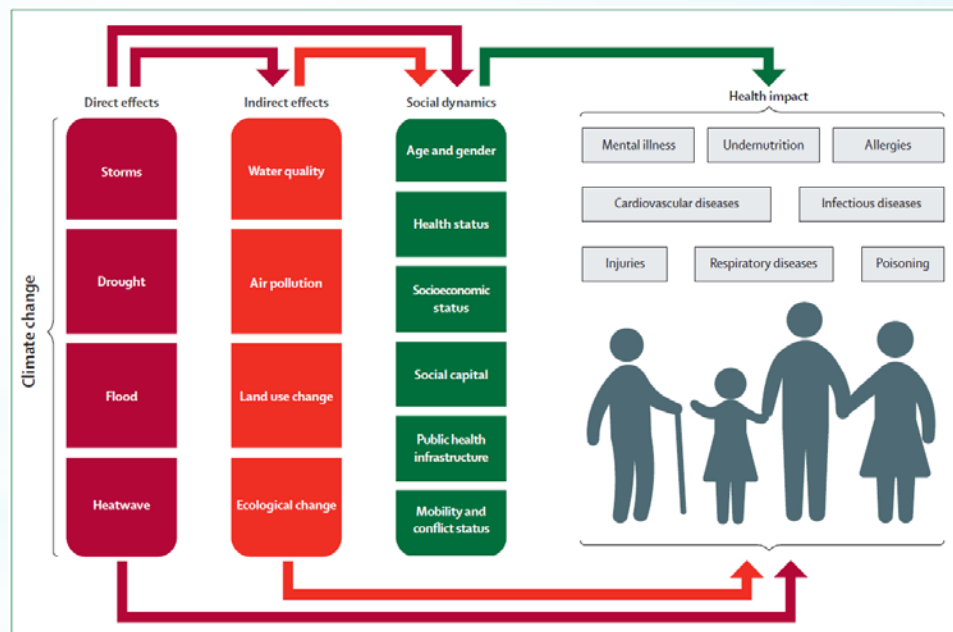 Direct effects
Indirect effects
Social dynamics
Health impact
Climate change
Storms
Drought
Flood
Heatwave
Water quality
Air pollution
Land use change
Ecological change
Age and gender
Health status
Socioeconomic
status
Social capital
Public health
infrastructure
Mobility and
conflict status
Mental illness
Undernutrition
Allergies
Cardiovascular diseases
Infectious diseases
Injuries
Respiratory diseases
Poisoning